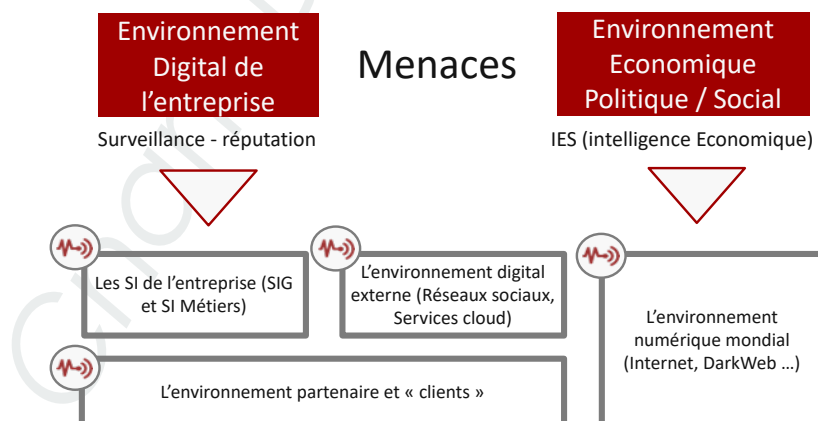 Environnement
Digital de
l’entreprise
Menaces
Environnement
Economique
Politique / Social
Surveillance - réputation
IES (intelligence Economique)
Les SI de l’entreprise (SIG
et SI Métiers)
L’environnement digital
externe (Réseaux sociaux,
Services cloud)
L’environnement
numérique mondial
(Internet, DarkWeb …)
L’environnement partenaire et « clients »